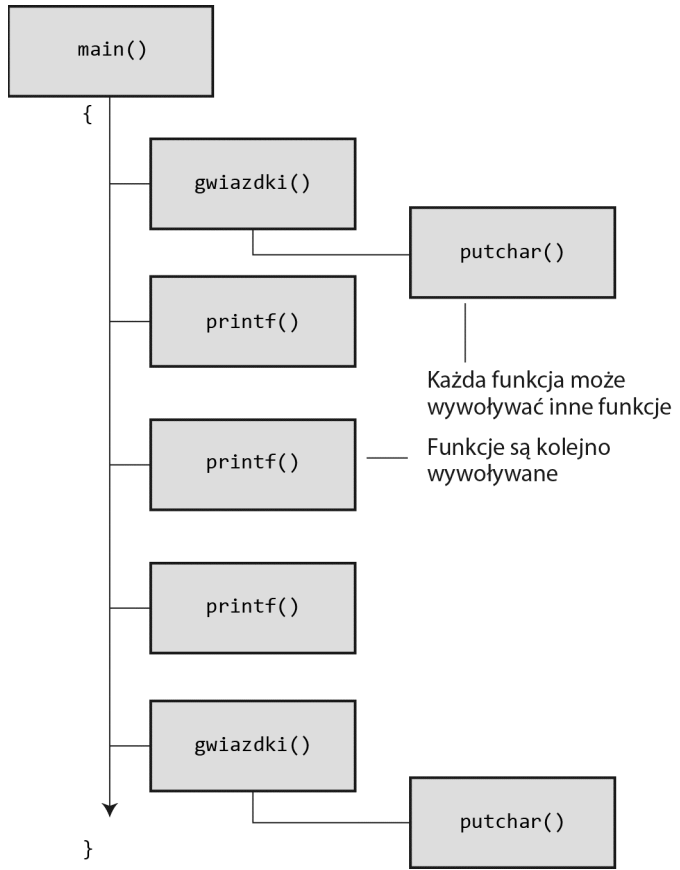 main()
{
gwiazdki()
putchar()
printf()
Każda funkcja może
wywoływać inne funkcje
printf()
Funkcje są kolejno
wywoływane
printf()
gwiazdki()
putchar()
}